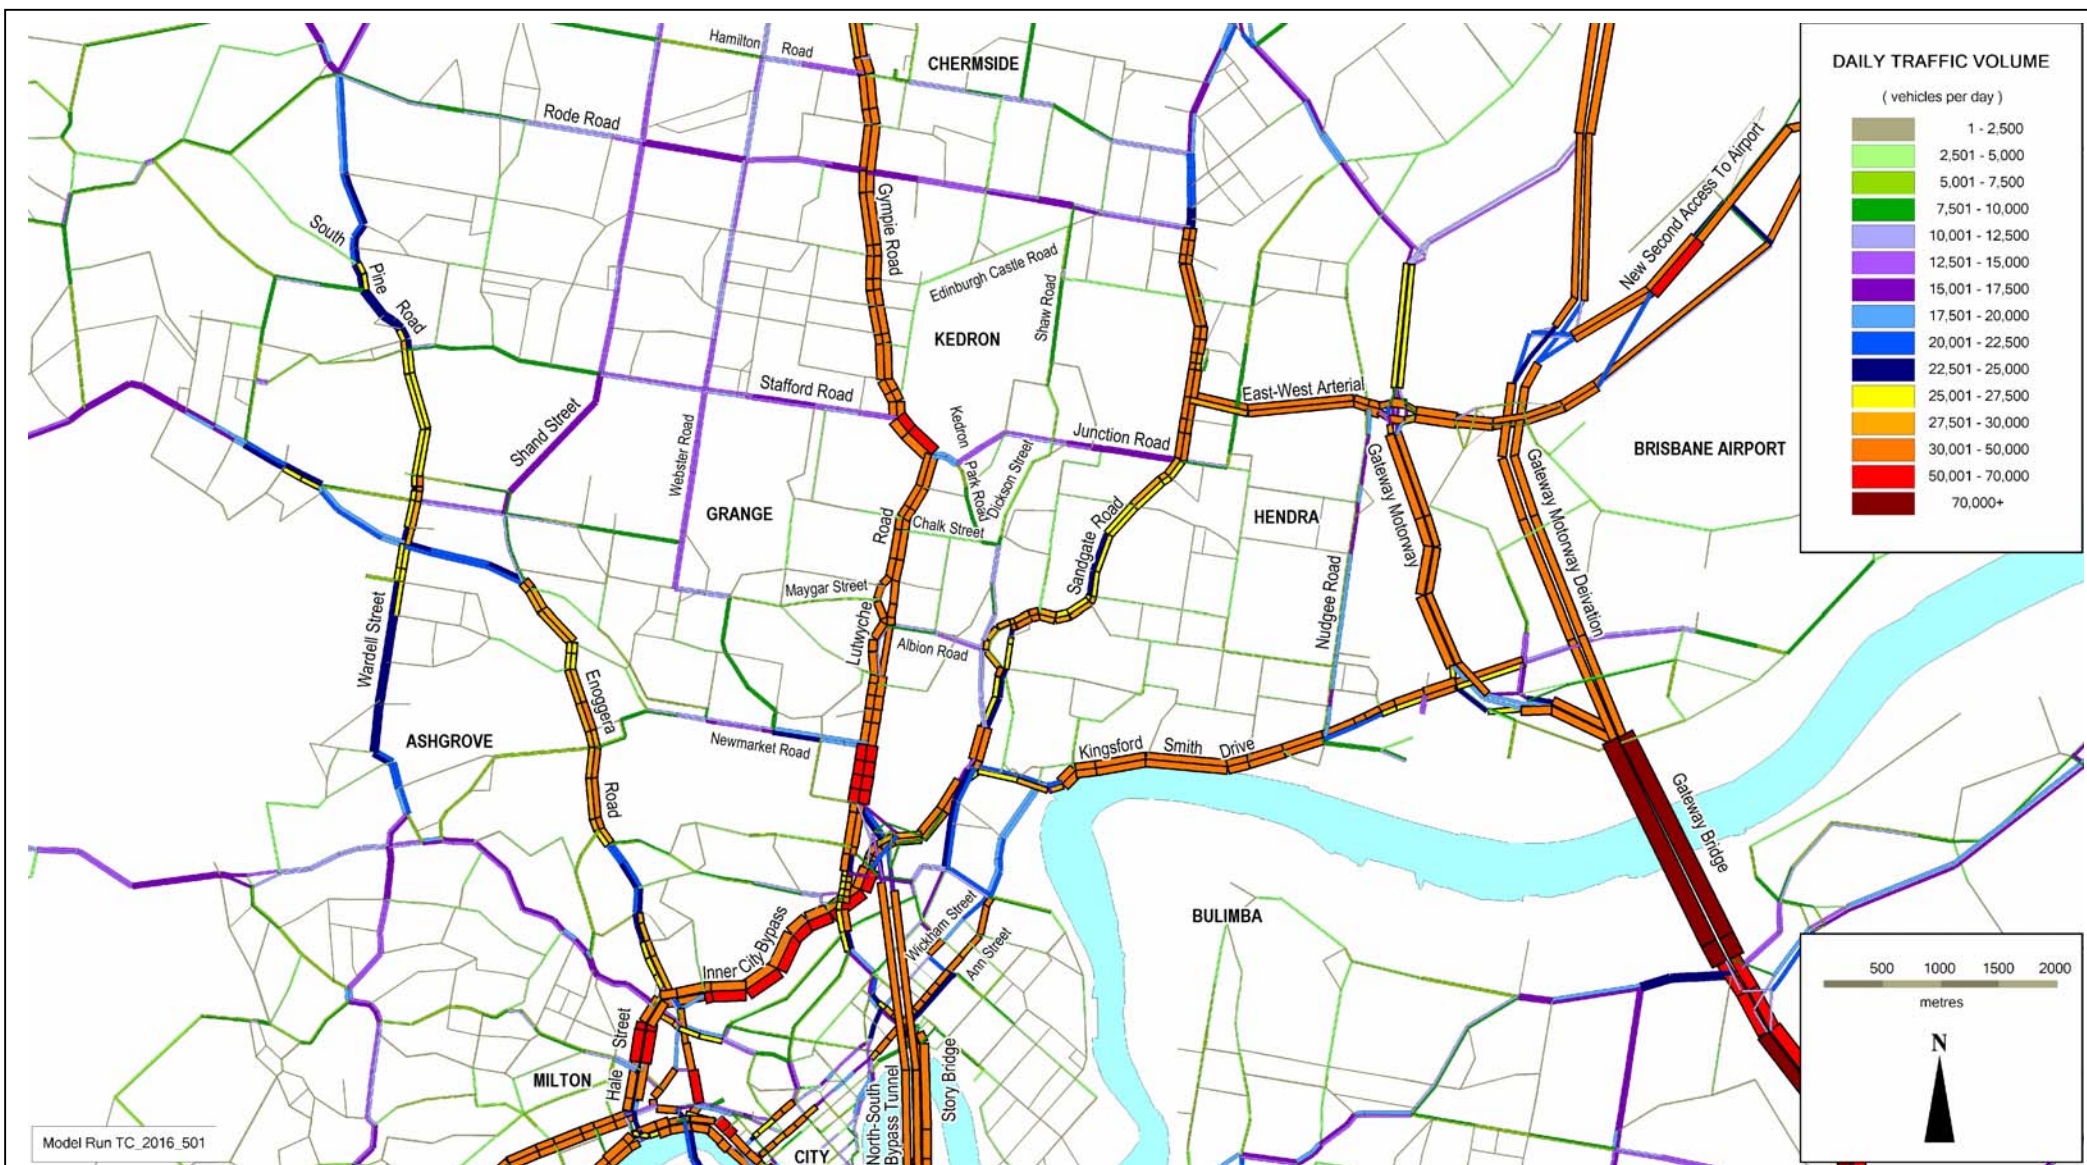 Hamilton Road
CHERMSIDE
DAILY TRAFFIC VOLUME
( vehicles per day )
1 - 2,500
2,501 - 5,000
5,001 - 7,500
7,501 - 10,000
10,001 - 12,500
12,501 - 15,000
15,001 - 17,500
17,501 - 20,000
20,001 - 22,500
22,501 - 25,000
25,001 - 27,500
27,501 - 30,000
30,001 - 50,000
50,001 - 70,000
70,000+
Rode Road
New Second Access To Airport
South Pine Road
Gympie Road
Edinburgh Castle Road
Shaw Road
KEDRON
Stafford Road
East-West Arterial
Shand Street
Webster Road
Kedron Park Road
Junction Road
Dickson Street
BRISBANE AIRPORT
GRANGE
Chalk Street
HENDRA
Sandgate Road
Gateway Motorway
Gateway Motorway Deivation
Maygar Street
Lutwyche Road
Albion Road
Nudgee Road
Wardell Street
Enoggera Road
ASHGROVE
Newmarket Road
Kingsford Smith Drive
Gateway Bridge
BULIMBA
Wickham Street
Ann Street
Inner City Bypass
500 1000 1500 2000
metres
N
Hale Street
MILTON
North-South
Bypass Tunnel
Story Bridge
CITY
Model Run TC_2016_501